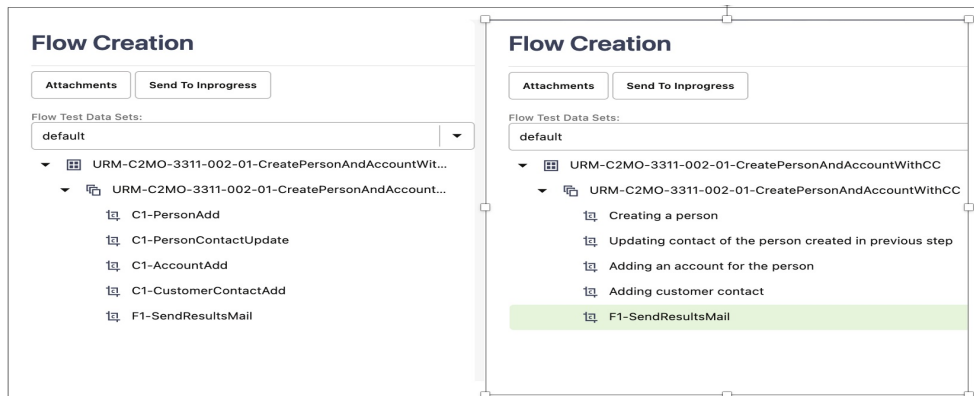 Flow Creation
Attachments
Send To Inprogress
Flow Test Data Sets:
default
URM-C2MO-3311-002-01-CreatePersonAndAccountWit...
URM-C2MO-3311-002-01-CreatePersonAndAccount...
C1-PersonAdd
C1-PersonContactUpdate
C1-AccountAdd
C1-CustomerContactAdd
F1-SendResultsMail
Flow Creation
Attachments
Send To Inprogress
Flow Test Data Sets:
default
URM-C2MO-3311-002-01-CreatePersonAndAccountWithCC
URM-C2MO-3311-002-01-CreatePersonAndAccountWithCC
Creating a person
Updating contact of the person created in previous step
Adding an account for the person
Adding customer contact
F1-SendResultsMail